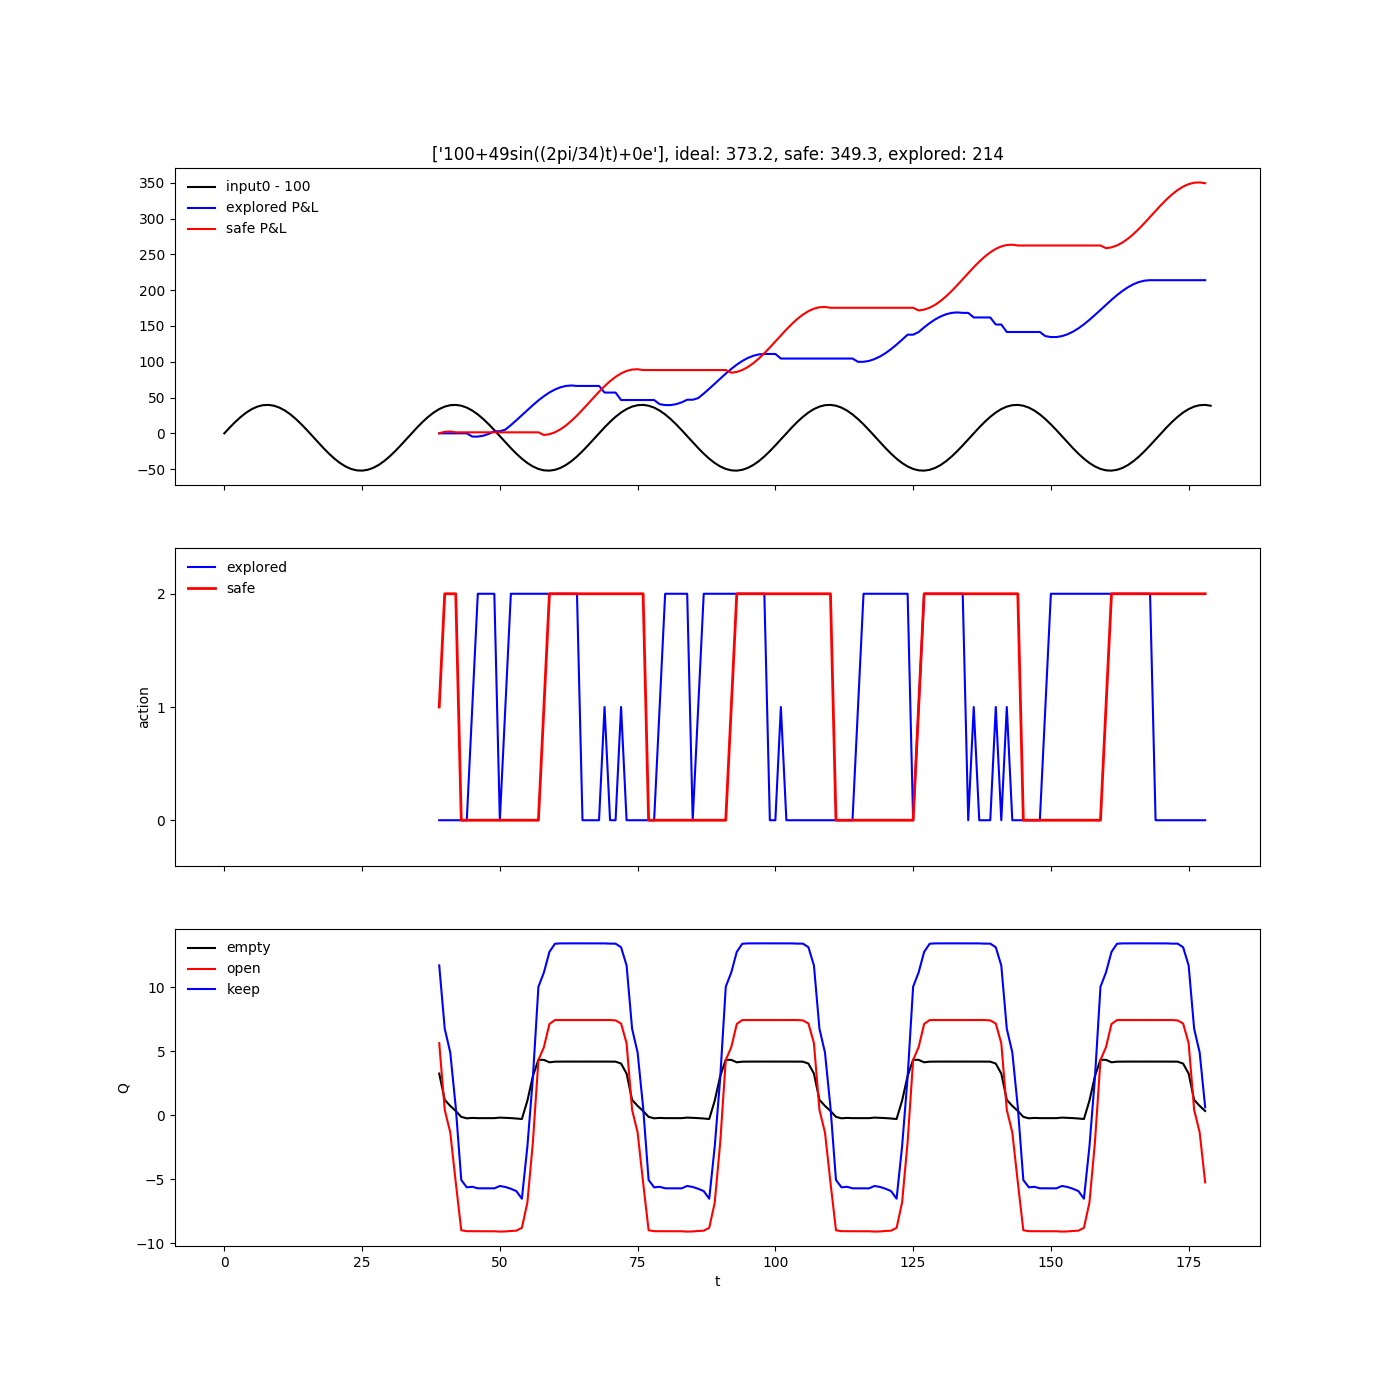 ['100+49sin((2pi/34)t)+0e'], ideal: 373.2, safe: 349.3, explored: 214
350
300
250
200
150
100
50
0
−50
input0 - 100
explored P&L
safe P&L
2
1
0
action
explored
safe
10
5
0
−5
−10
Q
empty
open
keep
0 25 50 75 100 125 150 175
t